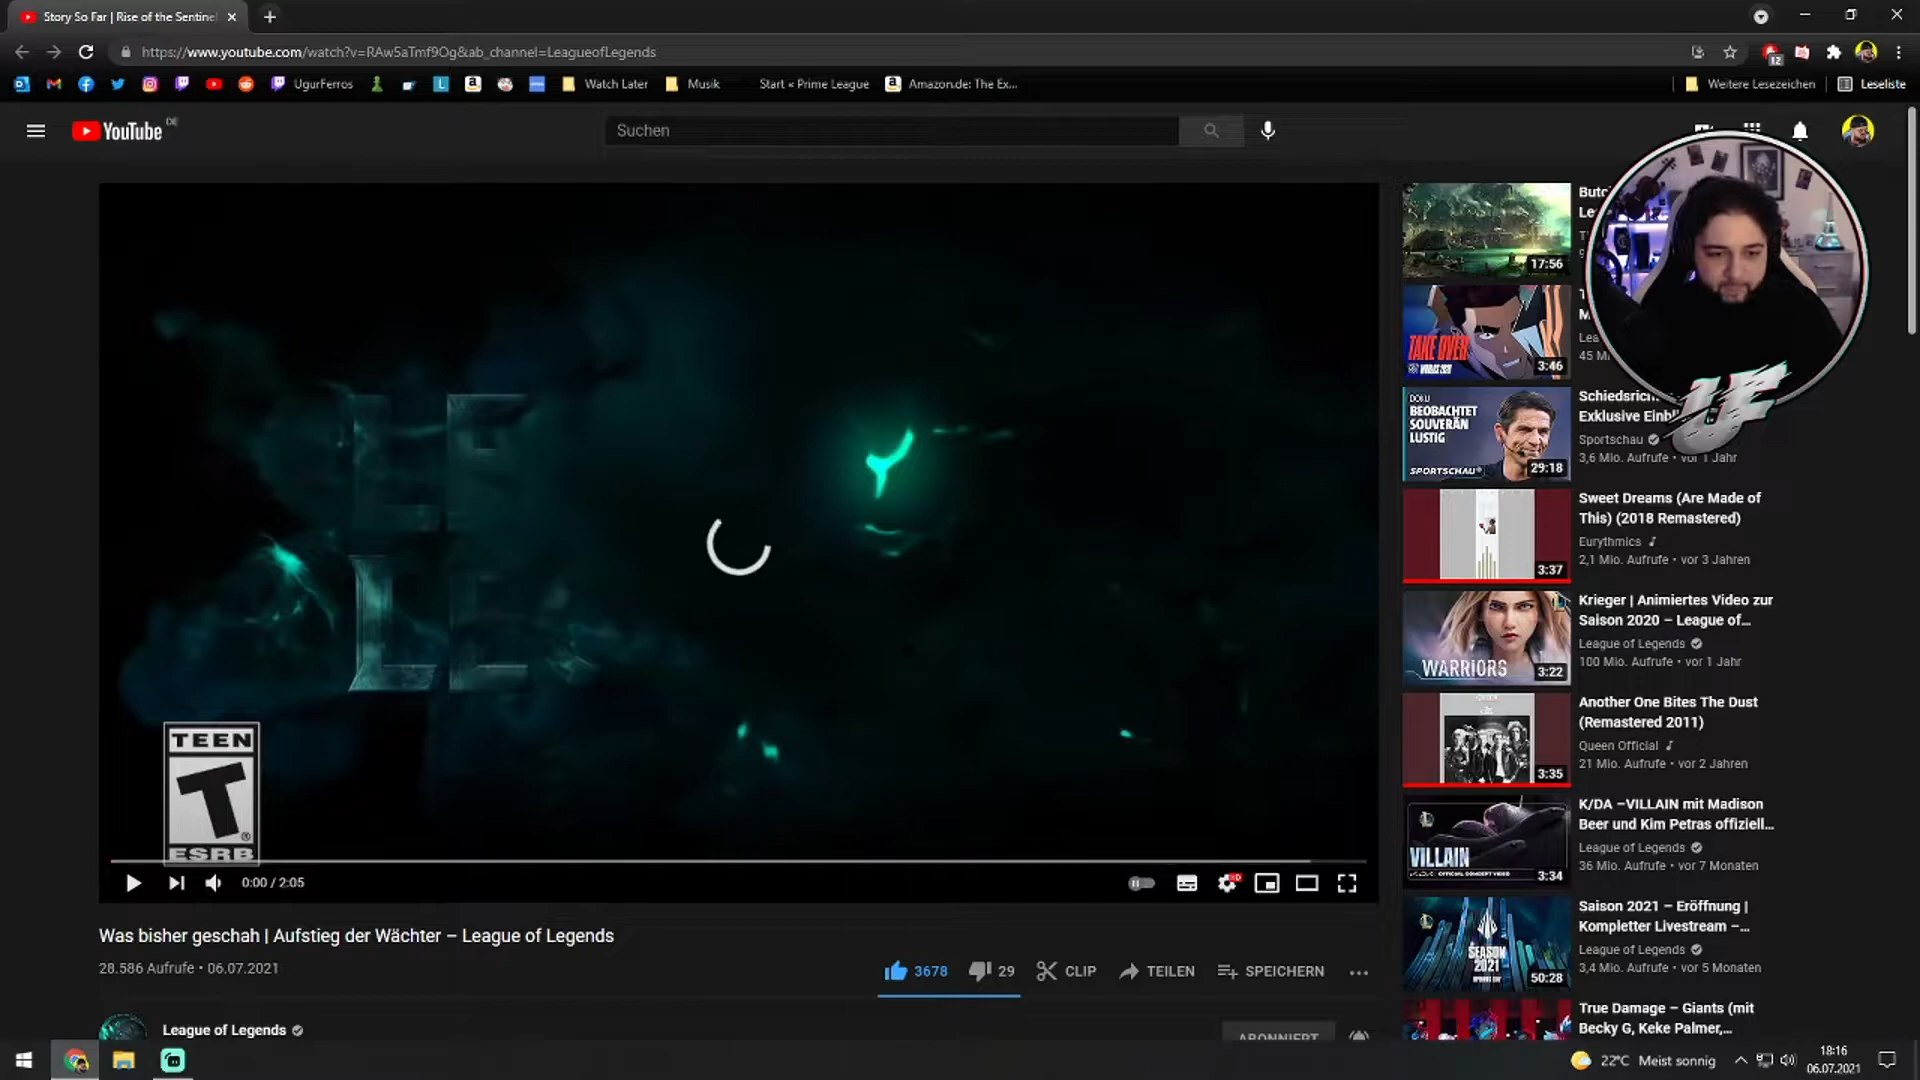 Story So Far | Rise of the Sentinel
https://www.youtube.com/watch?v=RAw5aTmf9Og&ab_channel=LeagueofLegends
12
UgurFerros
Watch Later
Musik
Start « Prime League
Amazon.de: The Ex...
Weitere Lesezeichen
Leseliste
YouTube DE
Suchen
TEEN
T
ESRB
0:00 / 2:05
HD
Was bisher geschah | Aufstieg der Wächter – League of Legends
28.586 Aufrufe • 06.07.2021
3678
29
CLIP
TEILEN
SPEICHERN
League of Legends
ABONNIERT
17:56
TAKE OVER
3:46
45 Mi
UF
DOKU
BEOBACHTET
SOUVERÄN
LUSTIG
SPORTSCHAU
29:18
Exklusive Einbl
Sportschau
3,6 Mio. Aufrufe • vor 1 Jahr
3:37
Sweet Dreams (Are Made of
This) (2018 Remastered)
Eurythmics
2,1 Mio. Aufrufe • vor 3 Jahren
WARRIORS
3:22
Krieger | Animiertes Video zur
Saison 2020 – League of...
League of Legends
100 Mio. Aufrufe • vor 1 Jahr
3:35
Another One Bites The Dust
(Remastered 2011)
Queen Official
21 Mio. Aufrufe • vor 2 Jahren
VILLAIN
3:34
K/DA –VILLAIN mit Madison
Beer und Kim Petras offiziell...
League of Legends
36 Mio. Aufrufe • vor 7 Monaten
SEASON
2021
50:28
Saison 2021 – Eröffnung |
Kompletter Livestream –...
League of Legends
3,4 Mio. Aufrufe • vor 5 Monaten
True Damage – Giants (mit
Becky G, Keke Palmer,...
22°C Meist sonnig
18:16
06.07.2021